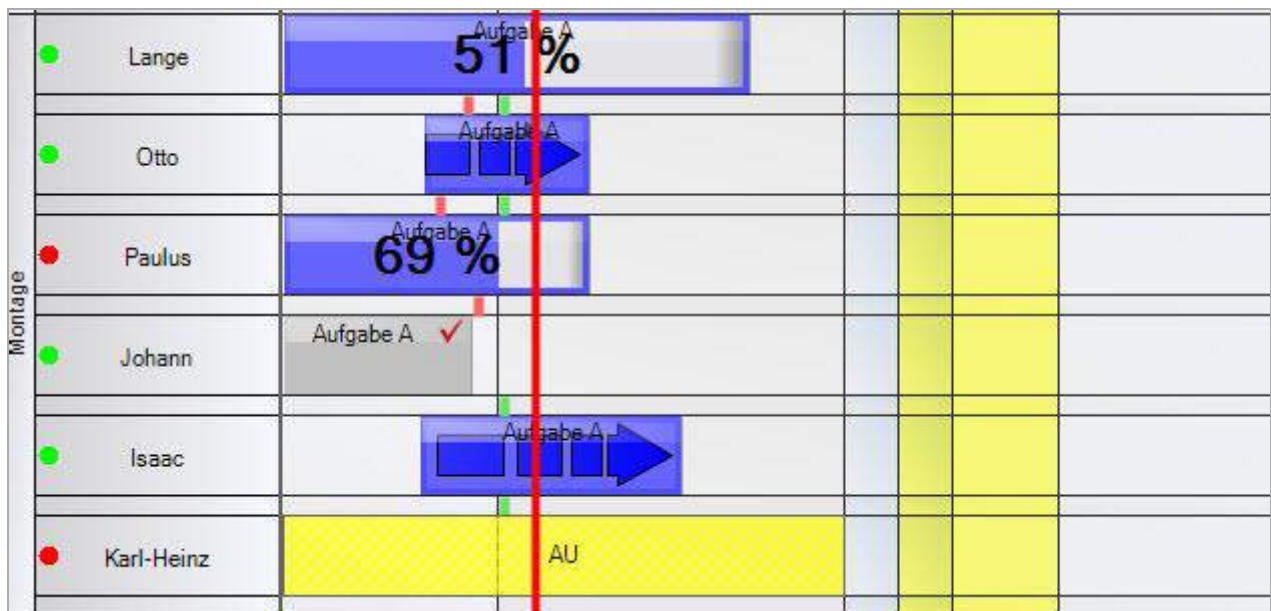 Montage
Lange
Aufgabe A
51 %
Otto
Aufgabe A
Paulus
Aufgabe A
69 %
Johann
Aufgabe A
Isaac
Aufgabe A
Karl-Heinz
AU